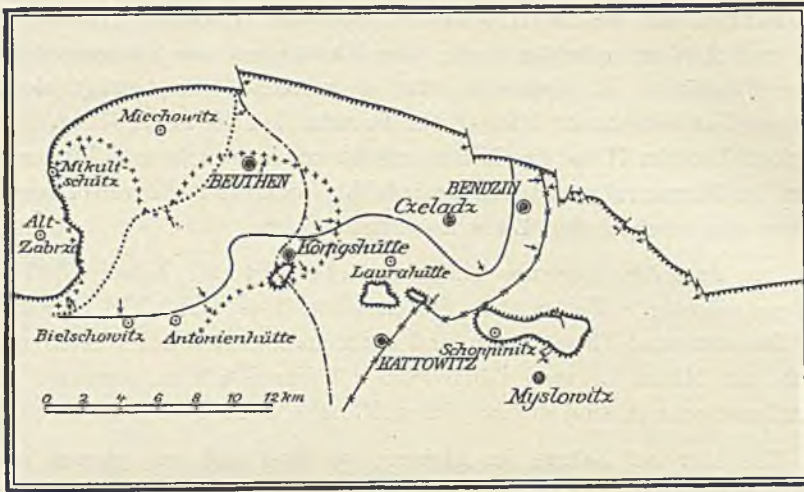 Miechowitz
Mikult
schütz
BEUTHEN
BENDZIN
Czeladz
Alt-
Zabrze
Königshütte
Laurahütte
Bielschowitz
Antonienhütte
Schoppinitz
KATTOWITZ
Myslowitz
0 2 4 6 8 10 12 km